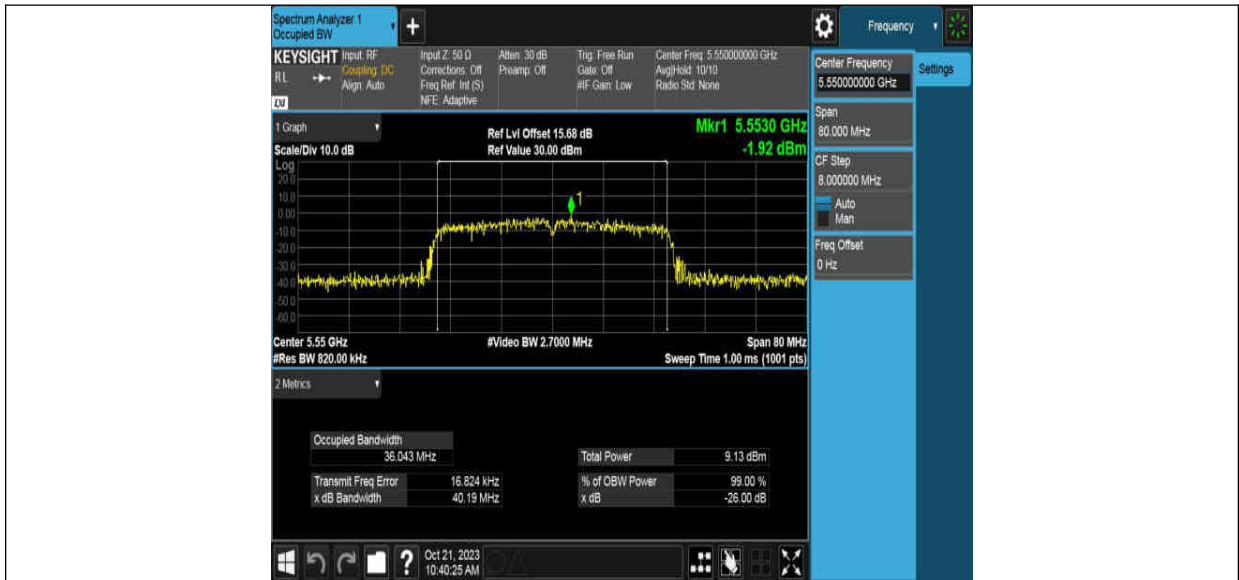 Spectrum Analyzer 1
Occupied BW
+
Frequency
KEYSIGHT
RL
LXI
Input: RF
Coupling: DC
Align: Auto
Input Z: 50 Ω
Corrections: Off
Freq Ref: Int (S)
NFE: Adaptive
Atten: 30 dB
Preamp: Off
Trig: Free Run
Gate: Off
#IF Gain: Low
Center Freq: 5.550000000 GHz
Avg|Hold: 10/10
Radio Std: None
Center Frequency
5.550000000 GHz
Settings
Span
80.000 MHz
CF Step
8.000000 MHz
Auto
Man
Freq Offset
0 Hz
1 Graph
Scale/Div 10.0 dB
Ref Lvl Offset 15.68 dB
Ref Value 30.00 dBm
Mkr1 5.5530 GHz
-1.92 dBm
Log
20.0
10.0
0.00
-10.0
-20.0
-30.0
-40.0
-50.0
-60.0
1
Center 5.55 GHz
#Video BW 2.7000 MHz
Span 80 MHz
#Res BW 820.00 kHz
Sweep Time 1.00 ms (1001 pts)
2 Metrics
Occupied Bandwidth
36.043 MHz
Total Power 9.13 dBm
Transmit Freq Error 16.824 kHz
% of OBW Power 99.00 %
x dB Bandwidth 40.19 MHz
x dB -26.00 dB
?
Oct 21, 2023
10:40:25 AM